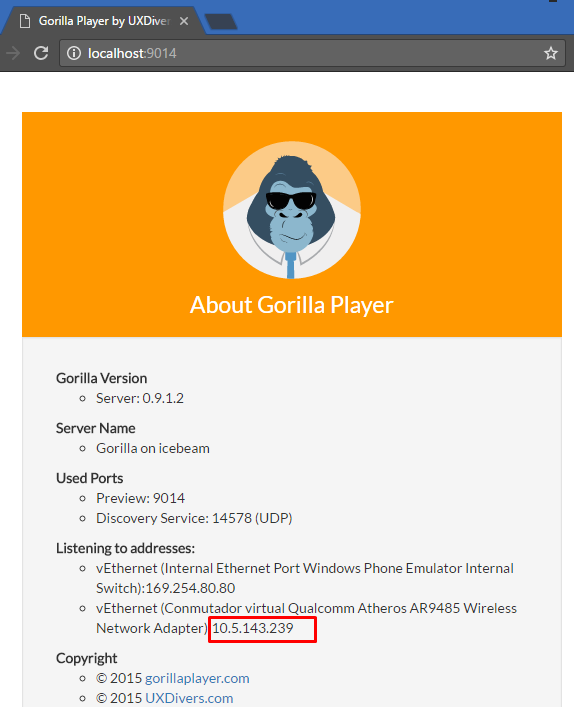 Gorilla Player by UXDiver
localhost:9014
About Gorilla Player
Gorilla Version
Server: 0.9.1.2
Server Name
Gorilla on icebeam
Used Ports
Preview: 9014
Discovery Service: 14578 (UDP)
Listening to addresses:
vEthernet (Internal Ethernet Port Windows Phone Emulator Internal
Switch):169.254.80.80
vEthernet (Conmutador virtual Qualcomm Atheros AR9485 Wireless
Network Adapter) 10.5.143.239
Copyright
© 2015 gorillaplayer.com
© 2015 UXDivers.com